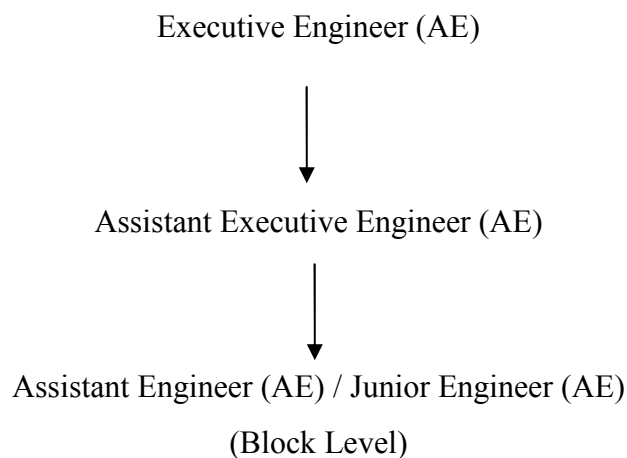 Executive Engineer (AE)
Assistant Executive Engineer (AE)
Assistant Engineer (AE) / Junior Engineer (AE)
(Block Level)